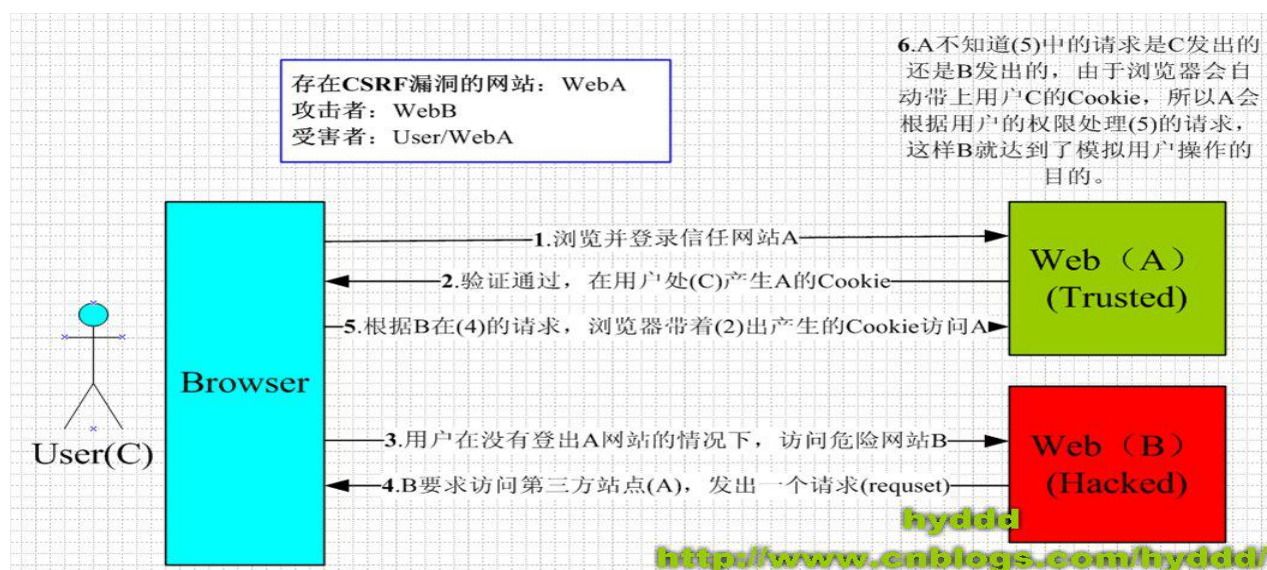 6.A不知道(5)中的请求是C发出的
还是B发出的，由于浏览器会自
动带上用户C的Cookie，所以A会
根据用户的权限处理(5)的请求，
这样B就达到了模拟用户操作的
目的。
存在CSRF漏洞的网站：WebA
攻击者：WebB
受害者：User/WebA
1.浏览并登录信任网站A
2.验证通过，在用户处(C)产生A的Cookie
5.根据B在(4)的请求，浏览器带着(2)出产生的Cookie访问A
Web（A）
(Trusted)
Browser
User(C)
3.用户在没有登出A网站的情况下，访问危险网站B
4.B要求访问第三方站点(A)，发出一个请求(requset)
Web（B）
(Hacked)
hyddd
http://www.cnblogs.com/hyddd/